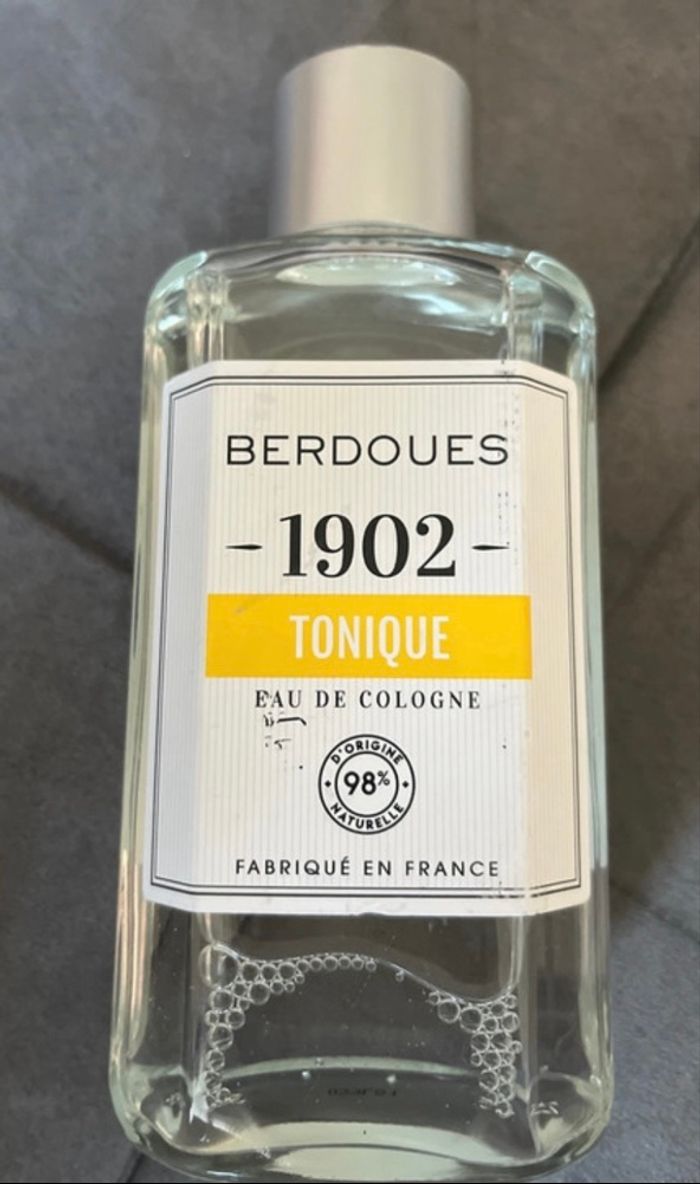 BERDOUES
- 1902 -
TONIQUE
EAU DE COLOGNE
D'ORIGINE
98%
NATURELLE
FABRIQUÉ EN FRANCE